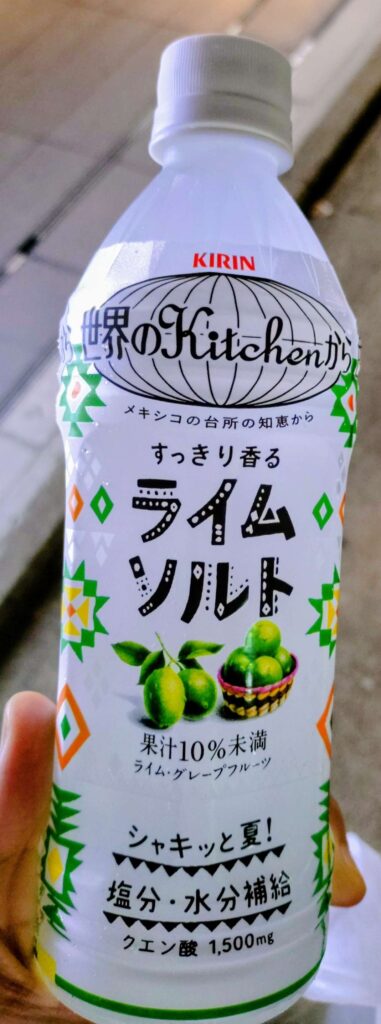 KIRIN
世界のKitchenから
メキシコの台所の知恵から
すっきり香る
ライム
ソルト
果汁10%未満
ライム・グレープフルーツ
シャキッと夏!
塩分・水分補給
クエン酸 1,500mg